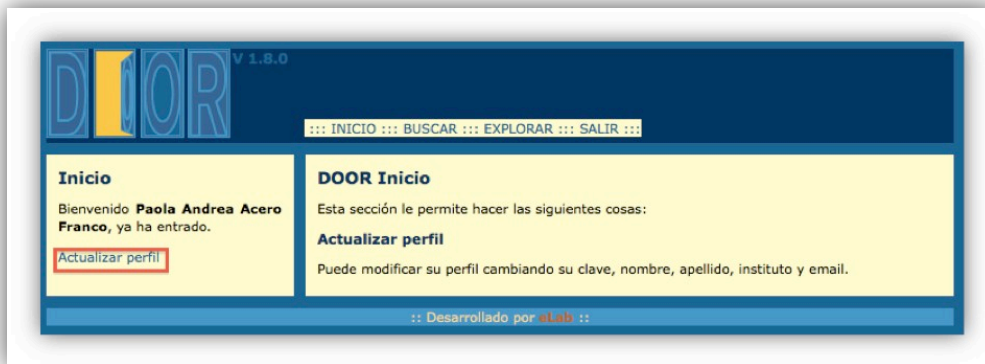 DOOR V 1.8.0
::: INICIO ::: BUSCAR ::: EXPLORAR ::: SALIR :::
Inicio
Bienvenido Paola Andrea Acero
Franco, ya ha entrado.
Actualizar perfil
DOOR Inicio
Esta sección le permite hacer las siguientes cosas:
Actualizar perfil
Puede modificar su perfil cambiando su clave, nombre, apellido, instituto y email.
:: Desarrollado por eLab ::